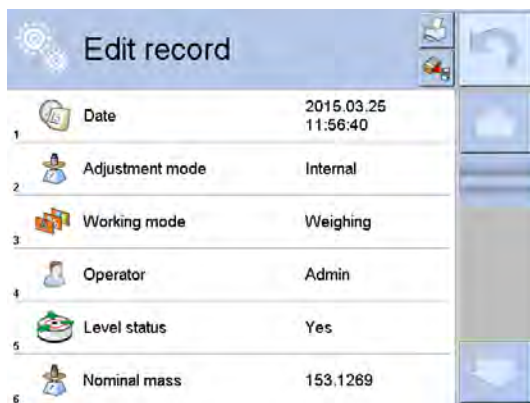 Edit record
1 Date 2015.03.25
11:56:40
2 Adjustment mode Internal
3 Working mode Weighing
4 Operator Admin
5 Level status Yes
6 Nominal mass 153.1269